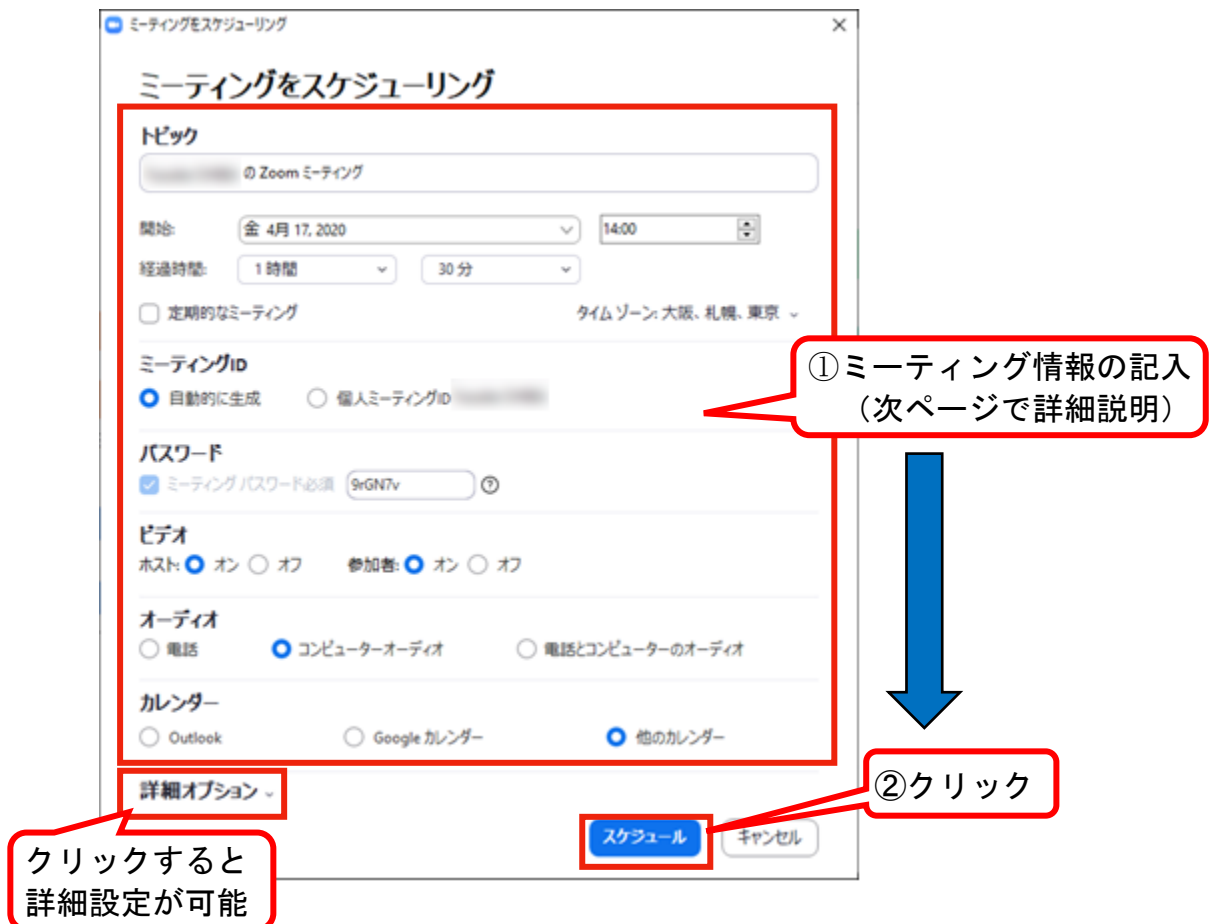 ミーティングをスケジューリング
ミーティングをスケジューリング
トピック
の Zoom ミーティング
開始: 金 4月 17, 2020 14:00
経過時間: 1 時間 30 分
定期的なミーティング タイム ゾーン: 大阪、札幌、東京
ミーティングID
自動的に生成 個人ミーティングID
①ミーティング情報の記入
（次ページで詳細説明）
パスワード
ミーティング パスワード必須 9rGN7v
ビデオ
ホスト: オン オフ 参加者: オン オフ
オーディオ
電話 コンピューターオーディオ 電話とコンピューターのオーディオ
カレンダー
Outlook Google カレンダー 他のカレンダー
詳細オプション
②クリック
スケジュール キャンセル
クリックすると
詳細設定が可能